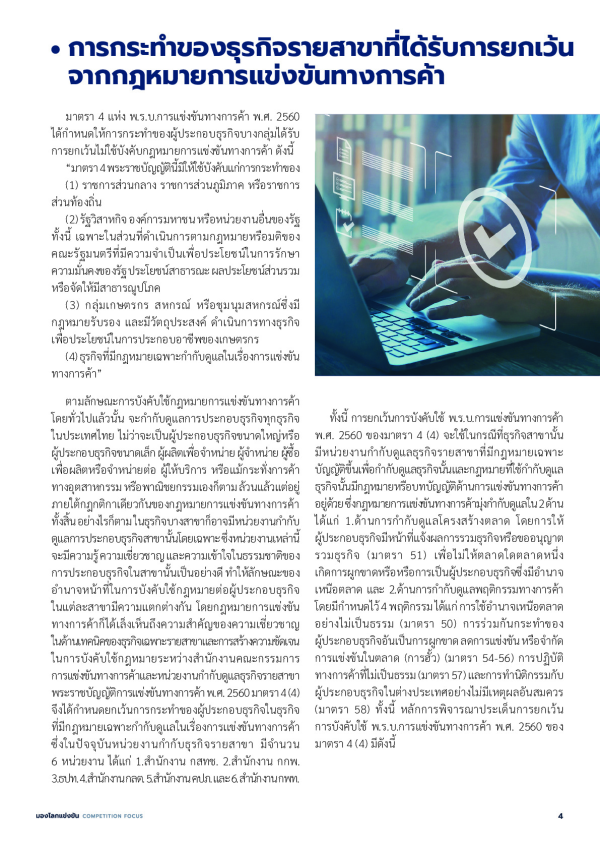 • การกระทำของธุรกิจรายสาขาที่ได้รับการยกเว้น
จากกฎหมายการแข่งขันทางการค้า
มาตรา 4 แห่ง พ.ร.บ.การแข่งขันทางการค้า พ.ศ. 2560
ได้กำหนดให้การกระทำของผู้ประกอบธุรกิจบางกลุ่มได้รับ
การยกเว้นไม่ใช้บังคับกฎหมายการแข่งขันทางการค้า ดังนี้
“มาตรา 4 พระราชบัญญัตินี้มิให้ใช้บังคับแก่การกระทำของ
(1) ราชการส่วนกลาง ราชการส่วนภูมิภาค หรือราชการ
ส่วนท้องถิ่น
(2) รัฐวิสาหกิจ องค์การมหาชน หรือหน่วยงานอื่นของรัฐ
ทั้งนี้ เฉพาะในส่วนที่ดำเนินการตามกฎหมายหรือมติของ
คณะรัฐมนตรีที่มีความจำเป็นเพื่อประโยชน์ในการรักษา
ความมั่นคงของรัฐ ประโยชน์สาธารณะ ผลประโยชน์ส่วนรวม
หรือจัดให้มีสาธารณูปโภค
(3) กลุ่มเกษตรกร สหกรณ์ หรือชุมนุมสหกรณ์ซึ่งมี
กฎหมายรับรอง และมีวัตถุประสงค์ ดำเนินการทางธุรกิจ
เพื่อประโยชน์ในการประกอบอาชีพของเกษตรกร
(4) ธุรกิจที่มีกฎหมายเฉพาะกำกับดูแลในเรื่องการแข่งขัน
ทางการค้า”
ตามลักษณะการบังคับใช้กฎหมายการแข่งขันทางการค้า
โดยทั่วไปแล้วนั้น จะกำกับดูแลการประกอบธุรกิจทุกธุรกิจ
ในประเทศไทย ไม่ว่าจะเป็นผู้ประกอบธุรกิจขนาดใหญ่หรือ
ผู้ประกอบธุรกิจขนาดเล็ก ผู้ผลิตเพื่อจำหน่าย ผู้จำหน่าย ผู้ซื้อ
เพื่อผลิตหรือจำหน่ายต่อ ผู้ให้บริการ หรือแม้กระทั่งการค้า
ทางอุตสาหกรรม หรือพาณิชยกรรมเองก็ตาม ล้วนแล้วแต่อยู่
ภายใต้กฎกติกาเดียวกันของกฎหมายการแข่งขันทางการค้า
ทั้งสิ้น อย่างไรก็ตาม ในธุรกิจบางสาขาก็อาจมีหน่วยงานกำกับ
ดูแลการประกอบธุรกิจสาขานั้นโดยเฉพาะ ซึ่งหน่วยงานเหล่านี้
จะมีความรู้ ความเชี่ยวชาญ และความเข้าใจในธรรมชาติของ
การประกอบธุรกิจในสาขานั้นเป็นอย่างดี ทำให้ลักษณะของ
อำนาจหน้าที่ในการบังคับใช้กฎหมายต่อผู้ประกอบธุรกิจ
ในแต่ละสาขามีความแตกต่างกัน โดยกฎหมายการแข่งขัน
ทางการค้าก็ได้เล็งเห็นถึงความสำคัญของความเชี่ยวชาญ
ในด้านเทคนิคของธุรกิจเฉพาะรายสาขาและการสร้างความชัดเจน
ในการบังคับใช้กฎหมายระหว่างสำนักงานคณะกรรมการ
การแข่งขันทางการค้าและหน่วยงานกำกับดูแลธุรกิจรายสาขา
พระราชบัญญัติการแข่งขันทางการค้า พ.ศ. 2560 มาตรา 4 (4)
จึงได้กำหนดยกเว้นการกระทำของผู้ประกอบธุรกิจในธุรกิจ
ที่มีกฎหมายเฉพาะกำกับดูแลในเรื่องการแข่งขันทางการค้า
ซึ่งในปัจจุบันหน่วยงานกำกับธุรกิจรายสาขา มีจำนวน
6 หน่วยงาน ได้แก่ 1.สำนักงาน กสทช. 2.สำนักงาน กกพ.
3.ธปท. 4.สำนักงาน กลต. 5.สำนักงาน คปภ. และ 6. สำนักงาน กพท.
ทั้งนี้ การยกเว้นการบังคับใช้ พ.ร.บ.การแข่งขันทางการค้า
พ.ศ. 2560 ของมาตรา 4 (4) จะใช้ในกรณีที่ธุรกิจสาขานั้น
มีหน่วยงานกำกับดูแลธุรกิจรายสาขาที่มีกฎหมายเฉพาะ
บัญญัติขึ้นเพื่อกำกับดูแลธุรกิจนั้นและกฎหมายที่ใช้กำกับดูแล
ธุรกิจนั้นมีกฎหมายหรือบทบัญญัติด้านการแข่งขันทางการค้า
อยู่ด้วย ซึ่งกฎหมายการแข่งขันทางการค้ามุ่งกำกับดูแลใน 2 ด้าน
ได้แก่ 1.ด้านการกำกับดูแลโครงสร้างตลาด โดยการให้
ผู้ประกอบธุรกิจมีหน้าที่แจ้งผลการรวมธุรกิจหรือขออนุญาต
รวมธุรกิจ (มาตรา 51) เพื่อไม่ให้ตลาดใดตลาดหนึ่ง
เกิดการผูกขาดหรือหรือการเป็นผู้ประกอบธุรกิจซึ่งมีอำนาจ
เหนือตลาด และ 2.ด้านการกำกับดูแลพฤติกรรมทางการค้า
โดยมีกำหนดไว้ 4 พฤติกรรม ได้แก่ การใช้อำนาจเหนือตลาด
อย่างไม่เป็นธรรม (มาตรา 50) การร่วมกันกระทำของ
ผู้ประกอบธุรกิจอันเป็นการผูกขาด ลดการแข่งขัน หรือจำกัด
การแข่งขันในตลาด (การฮั้ว) (มาตรา 54-56) การปฏิบัติ
ทางการค้าที่ไม่เป็นธรรม (มาตรา 57) และการทำนิติกรรมกับ
ผู้ประกอบธุรกิจในต่างประเทศอย่างไม่มีเหตุผลอันสมควร
(มาตรา 58) ทั้งนี้ หลักการพิจารณาประเด็นการยกเว้น
การบังคับใช้ พ.ร.บ.การแข่งขันทางการค้า พ.ศ. 2560 ของ
มาตรา 4 (4) มีดังนี้
มองโลกแข่งขัน COMPETITION FOCUS
4